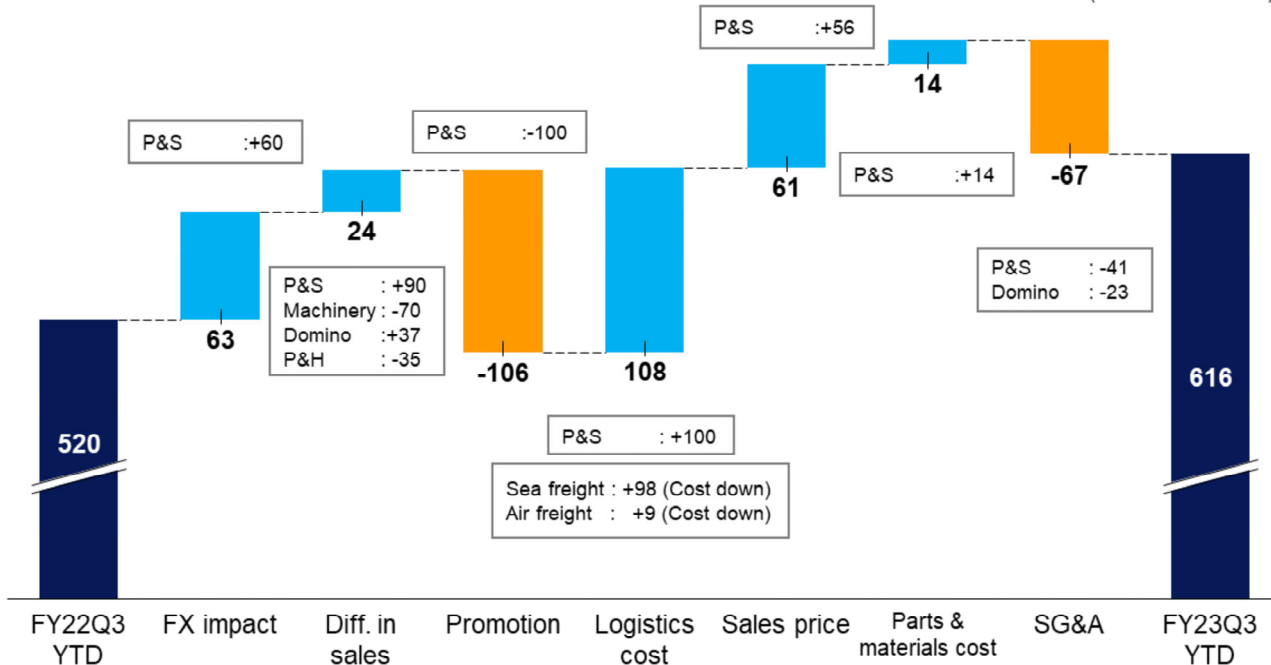 P&S :+56
14
P&S :+60
P&S :-100
61
P&S :+14
-67
24
P&S : +90
Machinery : -70
Domino :+37
P&H : -35
63
-106
108
P&S : -41
Domino : -23
520
616
P&S : +100
Sea freight : +98 (Cost down)
Air freight : +9 (Cost down)
FY22Q3
YTD
FX impact
Diff. in
sales
Promotion
Logistics
cost
Sales price
Parts &
materials cost
SG&A
FY23Q3
YTD